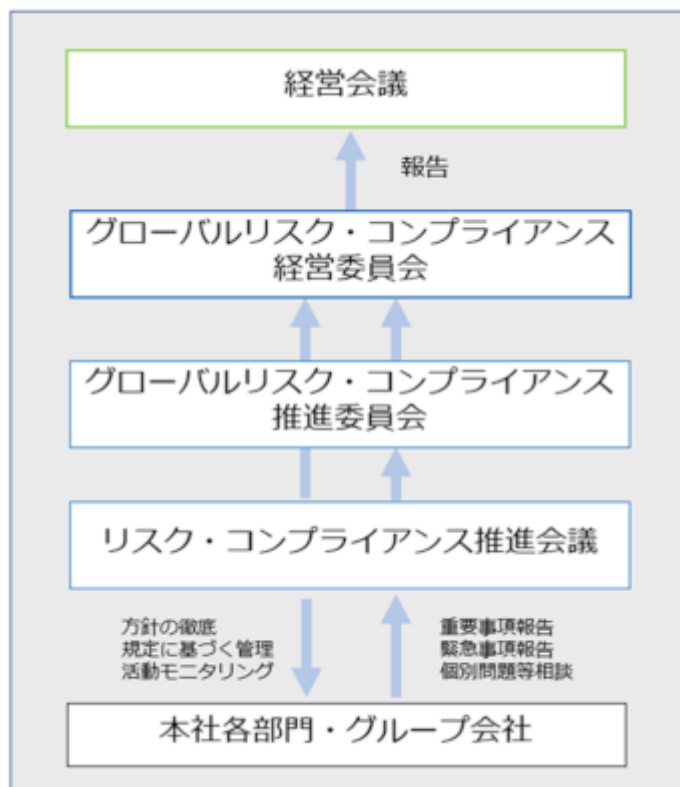 経営会議
報告
グローバルリスク・コンプライアンス
経営委員会
グローバルリスク・コンプライアンス
推進委員会
リスク・コンプライアンス推進会議
方針の徹底
規定に基づく管理
活動モニタリング
重要事項報告
緊急事項報告
個別問題等相談
本社各部門・グループ会社